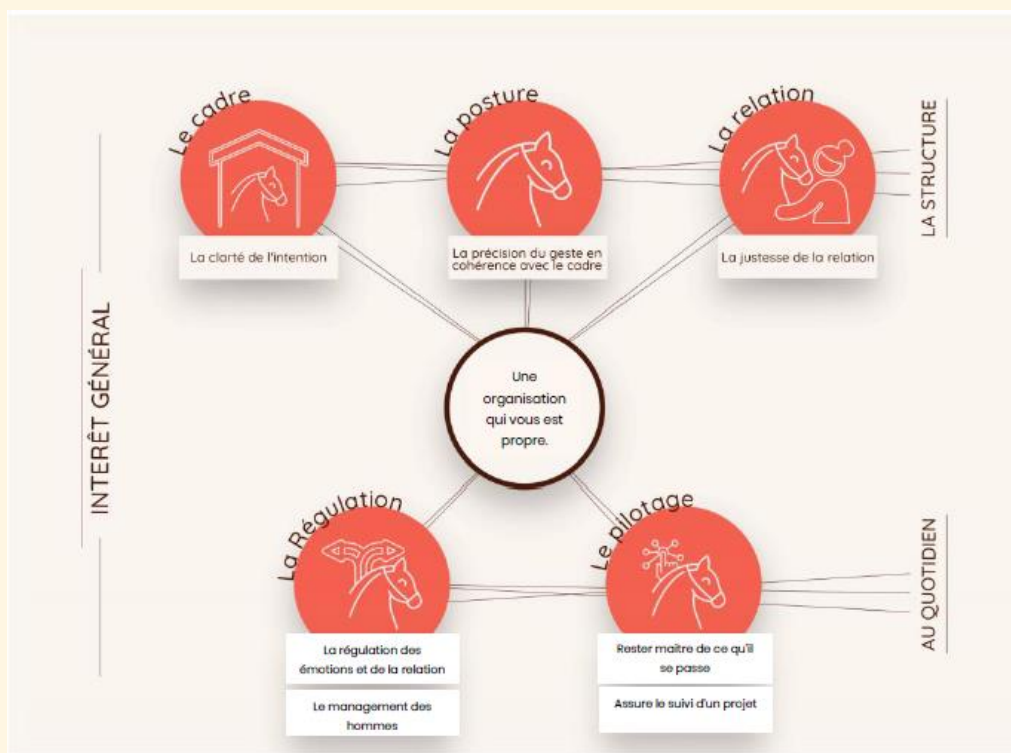 Le cadre
La posture
La relation
LA STRUCTURE
La clarté de l'intention
La précision du geste en
cohérence avec le cadre
La justesse de la relation
INTERÊT GÉNÉRAL
Une
organisation
qui vous est
propre.
La Régulation
Le pilotage
AU QUOTIDIEN
La régulation des
émotions et de la relation
Le management des
hommes
Rester maître de ce qu'il
se passe
Assure le suivi d'un projet